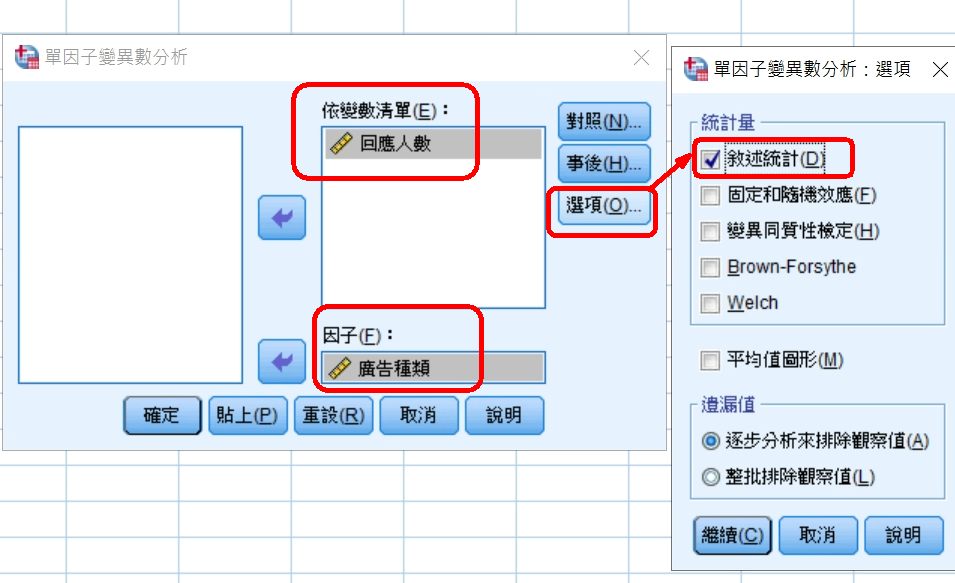 單因子變異數分析
依變數清單(E)：
回應人數
對照(N)...
事後(H)...
選項(O)...
因子(F)：
廣告種類
確定
貼上(P)
重設(R)
取消
說明
單因子變異數分析：選項
統計量
敘述統計(D)
固定和隨機效應(F)
變異同質性檢定(H)
Brown-Forsythe
Welch
平均值圖形(M)
遺漏值
逐步分析來排除觀察值(A)
整批排除觀察值(L)
繼續(C)
取消
說明